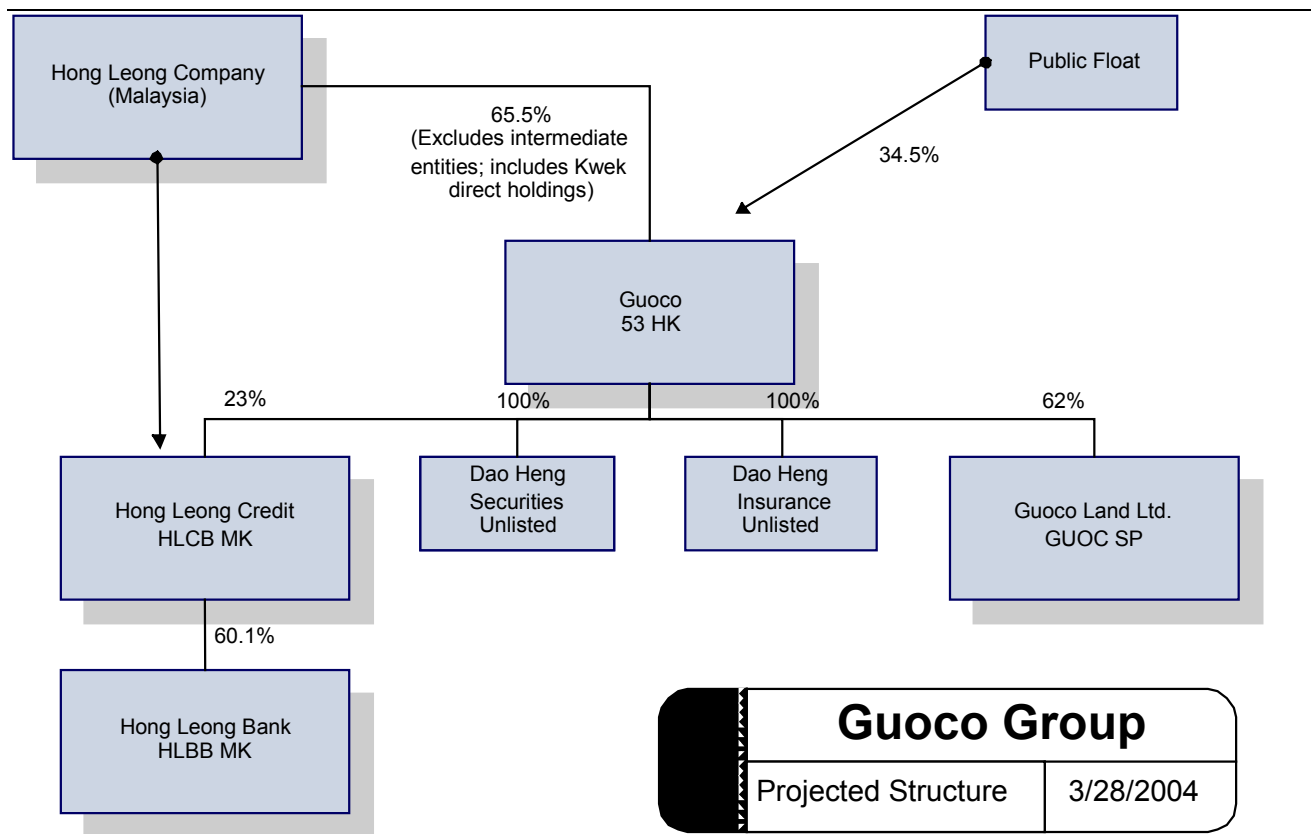 Hong Leong Company
(Malaysia)
Public Float
65.5%
(Excludes intermediate
entities; includes Kwek
direct holdings)
34.5%
Guoco
53 HK
23%
100%
100%
62%
Hong Leong Credit
HLCB MK
Dao Heng
Securities
Unlisted
Dao Heng
Insurance
Unlisted
Guoco Land Ltd.
GUOC SP
60.1%
Hong Leong Bank
HLBB MK
Guoco Group
Projected Structure
3/28/2004